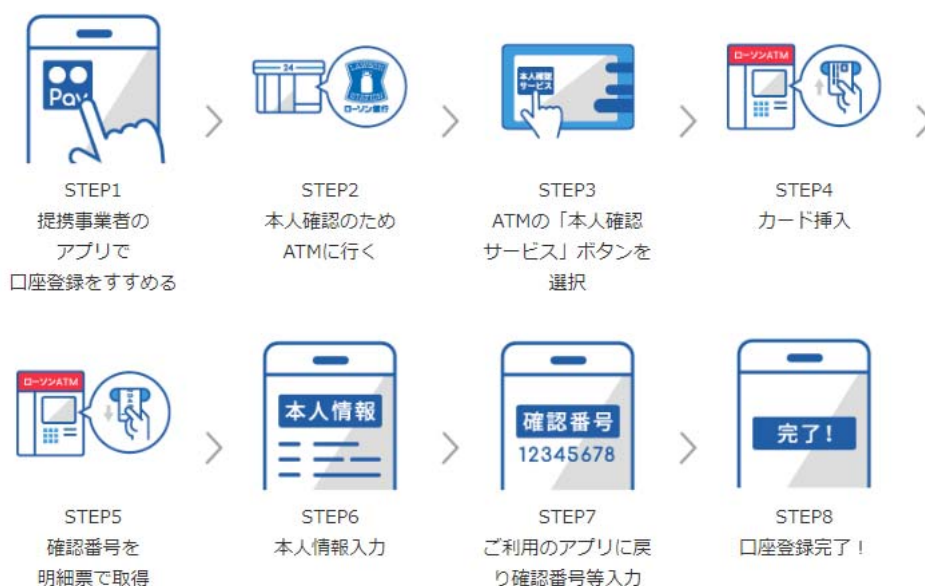 Pay
24
LAWSON
STATION
ローソン銀行
本人確認
サービス
ローソンATM
STEP1
提携事業者の
アプリで
口座登録をすすめる
STEP2
本人確認のため
ATMに行く
STEP3
ATMの「本人確認
サービス」ボタンを
選択
STEP4
カード挿入
ローソンATM
本人情報
確認番号
12345678
完了!
STEP5
確認番号を
明細票で取得
STEP6
本人情報入力
STEP7
ご利用のアプリに戻
り確認番号等入力
STEP8
口座登録完了!